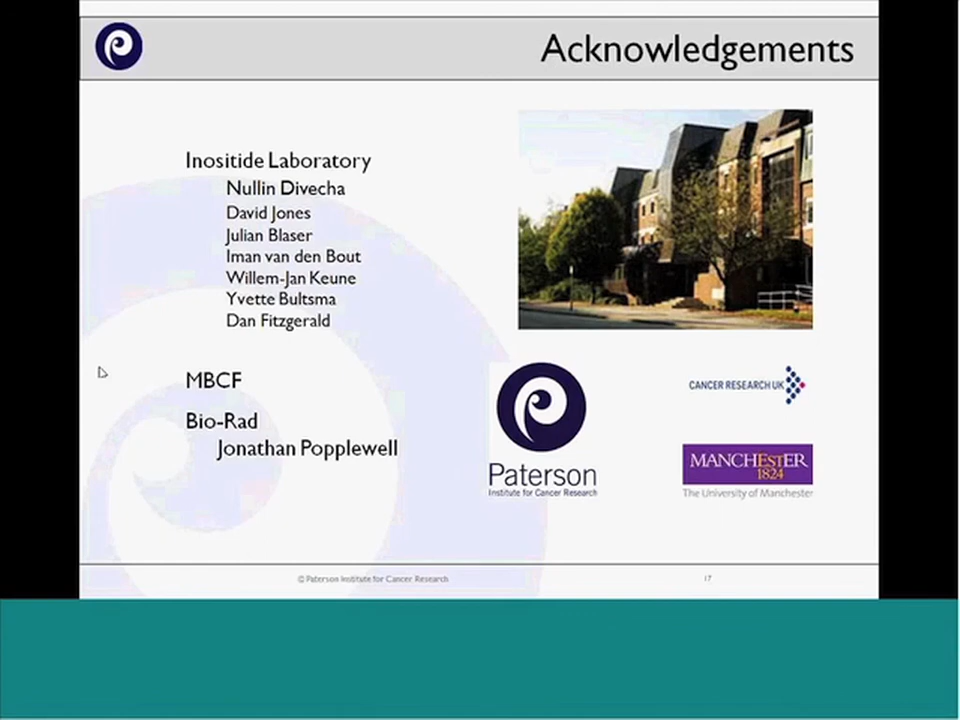 Acknowledgements
Inositide Laboratory
Nullin Divecha
David Jones
Julian Blaser
Iman van den Bout
Willem-Jan Keune
Yvette Bultsma
Dan Fitzgerald
MBCF
Bio-Rad
Jonathan Popplewell
Paterson
Institute for Cancer Research
CANCER RESEARCH UK
MANCHESTER
1824
The University of Manchester
© Paterson Institute for Cancer Research
17